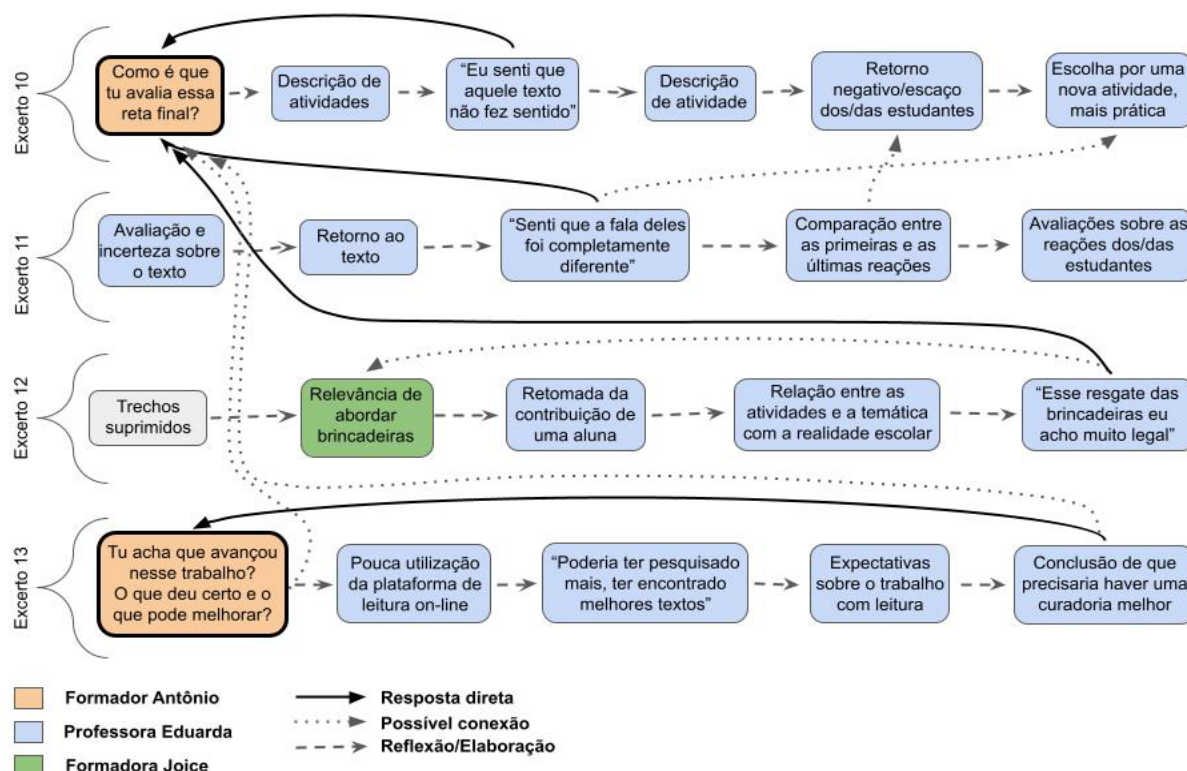 Excerto 10
Como é que
tu avalia essa
reta final?
Descrição de
atividades
“Eu senti que
aquele texto
não fez sentido”
Descrição
de atividade
Retorno
negativo/escaço
dos/das estudantes
Escolha por uma
nova atividade,
mais prática
Excerto 11
Avaliação e
incerteza sobre
o texto
Retorno ao
texto
“Senti que a fala deles
foi completamente
diferente”
Comparação entre
as primeiras e as
últimas reações
Avaliações sobre as
reações dos/das
estudantes
Excerto 12
Trechos
suprimidos
Relevância de
abordar
brincadeiras
Retomada da
contribuição de
uma aluna
Relação entre as
atividades e a temática
com a realidade escolar
“Esse resgate das
brincadeiras eu
acho muito legal”
Excerto 13
Tu acha que avançou
nesse trabalho?
O que deu certo e o
que pode melhorar?
Pouca utilização
da plataforma de
leitura on-line
“Poderia ter pesquisado
mais, ter encontrado
melhores textos”
Expectativas
sobre o trabalho
com leitura
Conclusão de que
precisaria haver uma
curadoria melhor
Formador Antônio
Professora Eduarda
Formadora Joice
Resposta direta
Possível conexão
Reflexão/Elaboração